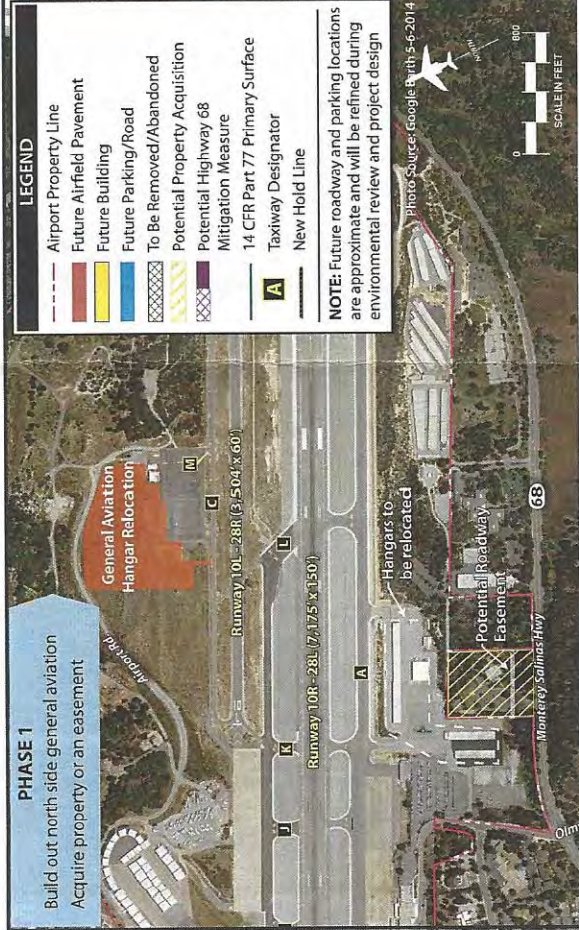 PHASE 1
Build out north side general aviation
Acquire property or an easement
LEGEND
Airport Property Line
Future Airfield Pavement
Future Building
Future Parking/Road
To Be Removed/Abandoned
Potential Property Acquisition
Potential Highway 68
Mitigation Measure
14 CFR Part 77 Primary Surface
A
Taxiway Designator
New Hold Line
NOTE: Future roadway and parking locations
are approximate and will be refined during
environmental review and project design
Photo Source: Google Earth 5-6-2014
NORTH
0
800
SCALE IN FEET
Airport Rd.
General Aviation
Hangar Relocation
M
C
Runway 10L - 28R (3,504' x 60')
L
K
J
Runway 10R - 28L (7,175' x 150')
A
Hangars to
be relocated
Potential Roadway
Easement
68
Monterey Salinas Hwy
Olm